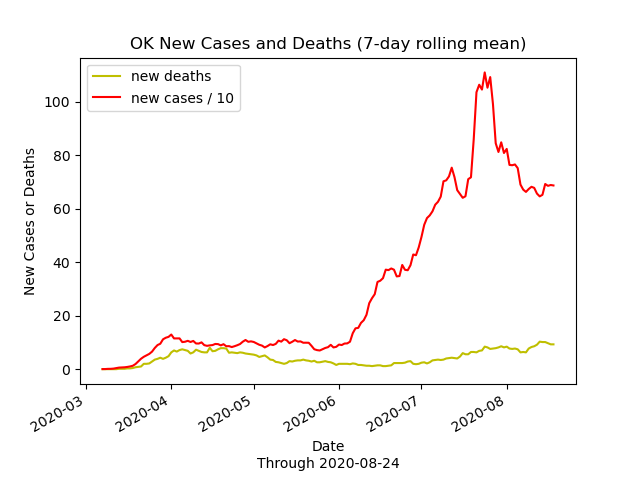 OK New Cases and Deaths (7-day rolling mean)
new deaths
new cases / 10
New Cases or Deaths
100
80
60
40
20
0
2020-03
2020-04
2020-05
2020-06
2020-07
2020-08
Date
Through 2020-08-24